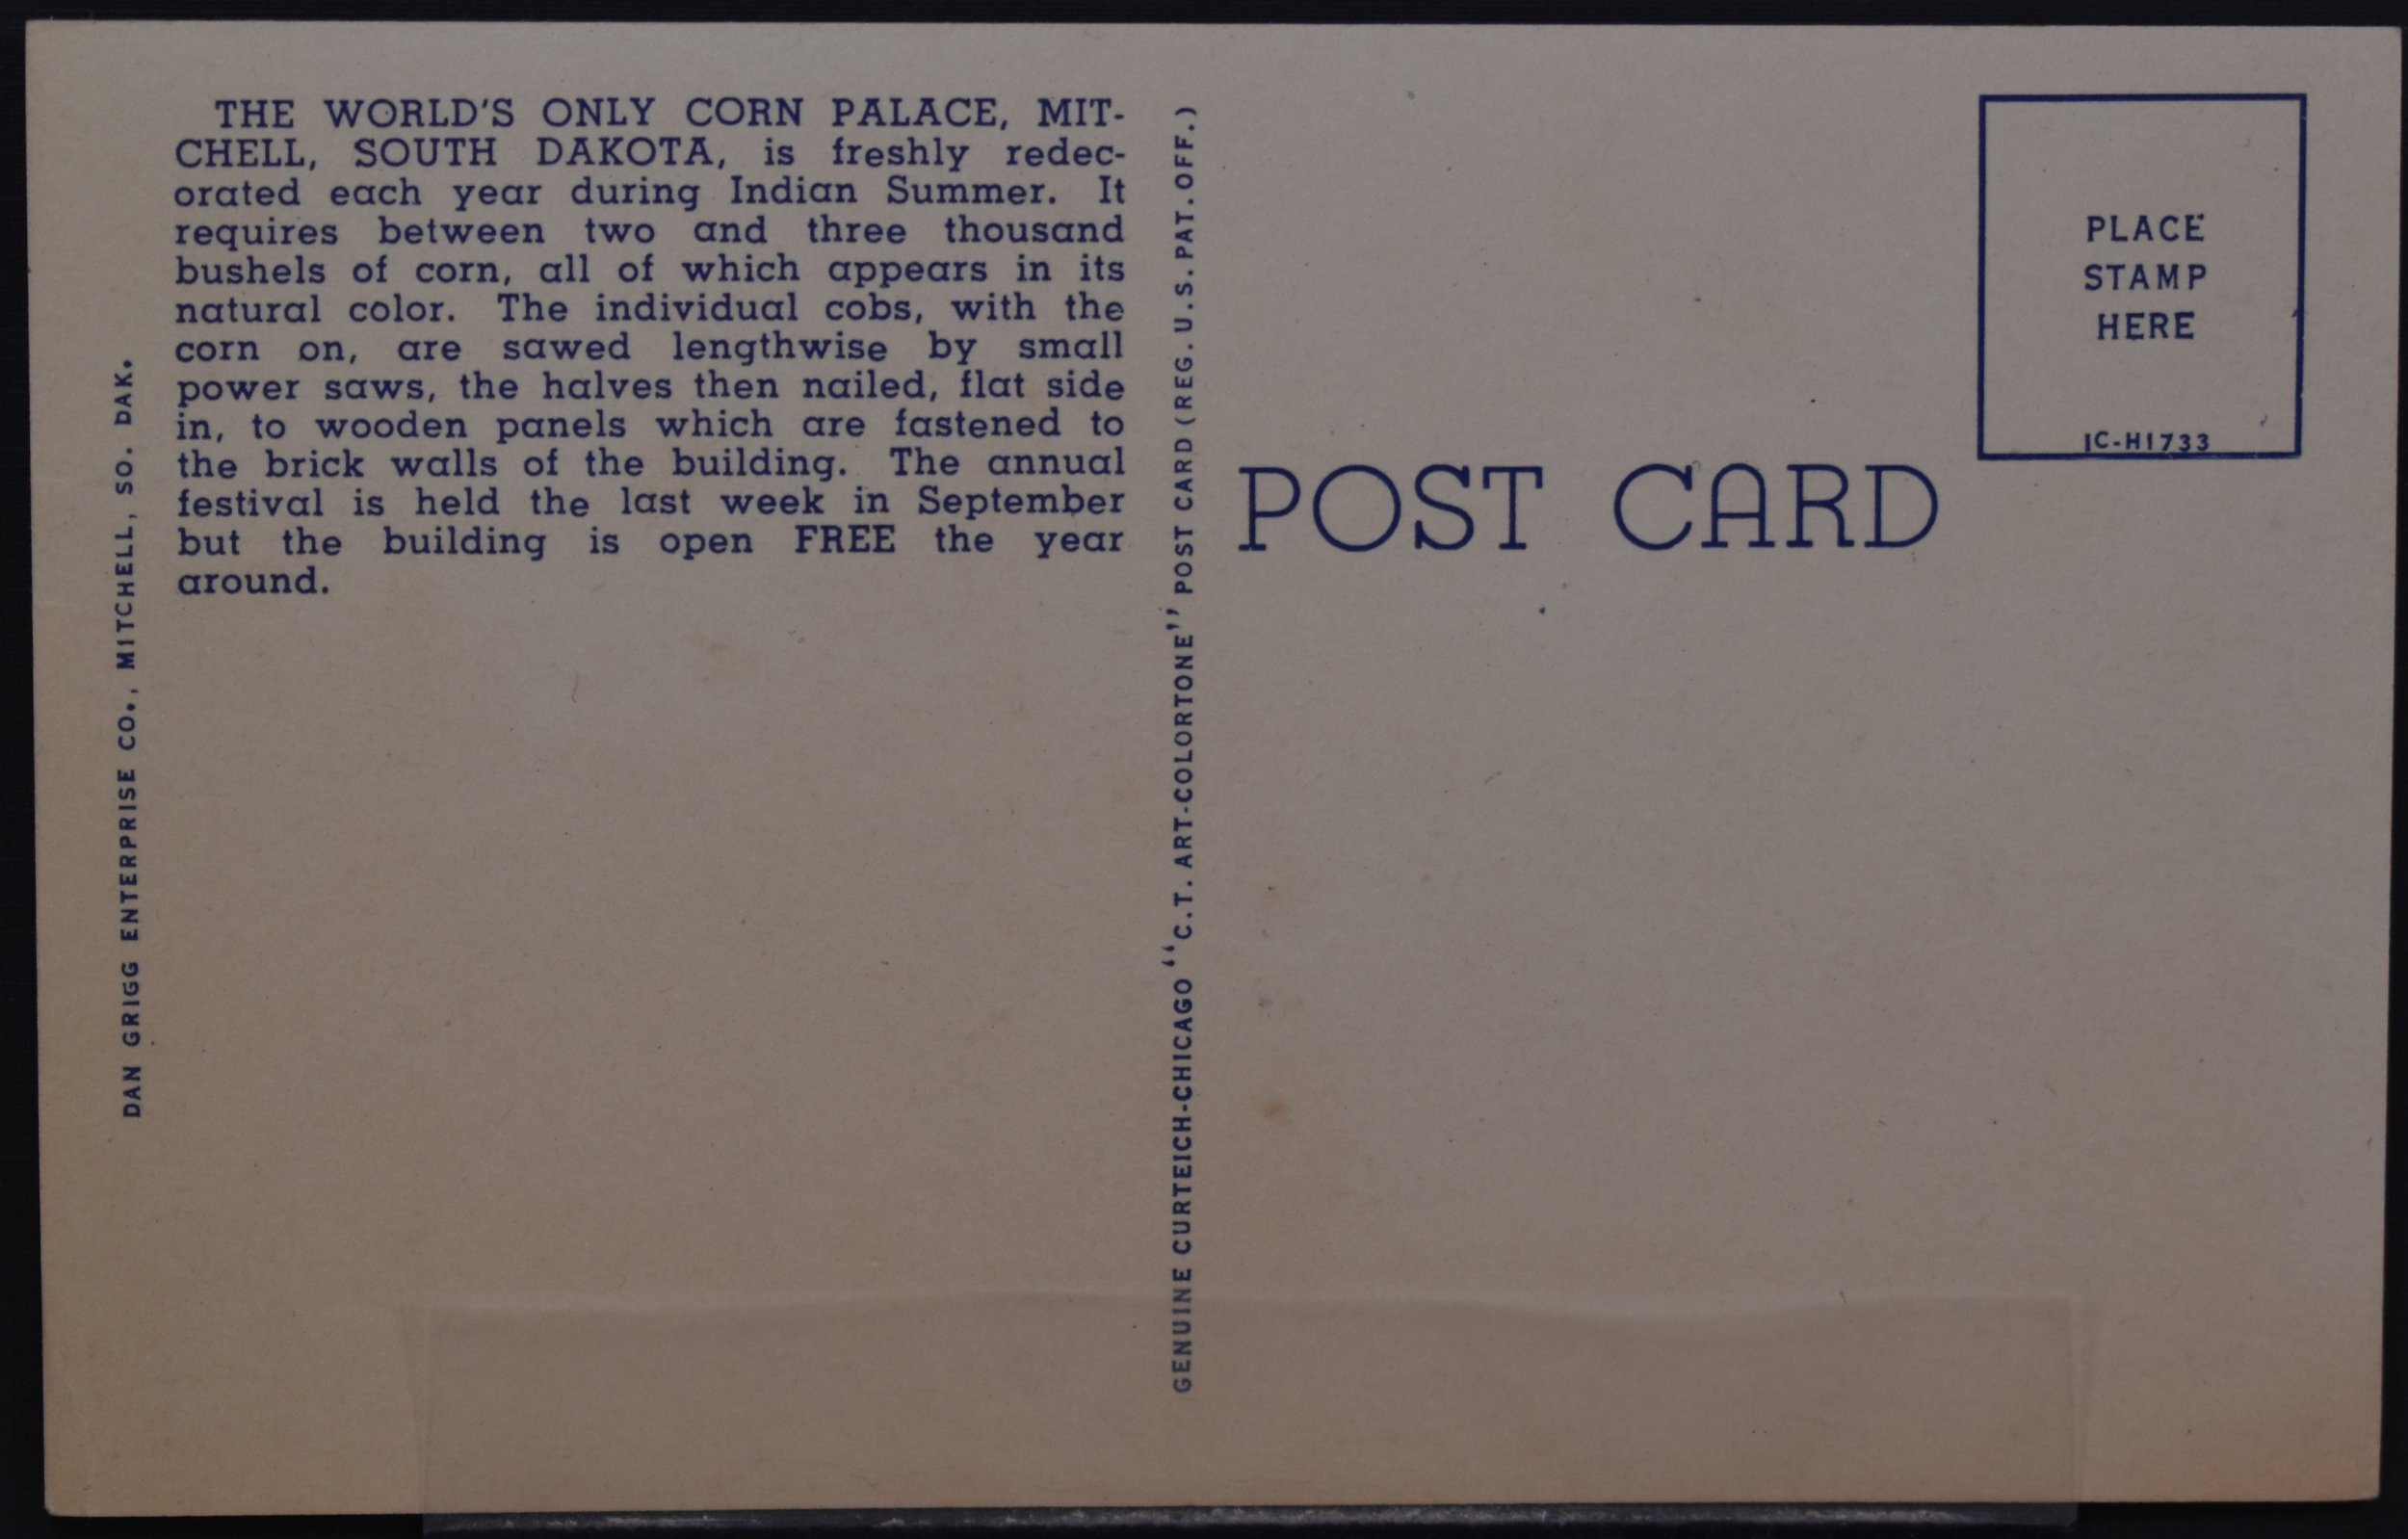 THE WORLD'S ONLY CORN PALACE, MIT-
CHELL, SOUTH DAKOTA, is freshly redec-
orated each year during Indian Summer. It
requires between two and three thousand
bushels of corn, all of which appears in its
natural color. The individual cobs, with the
corn on, are sawed lengthwise by small
power saws, the halves then nailed, flat side
in, to wooden panels which are fastened to
the brick walls of the building. The annual
festival is held the last week in September
but the building is open FREE the year
around.
DAN GRIGG ENTERPRISE CO., MITCHELL, SO. DAK.
GENUINE CURTEICH-CHICAGO "C.T. ART-COLORTONE" POST CARD (REG. U.S. PAT. OFF.)
POST CARD
PLACE
STAMP
HERE
1C-H1733